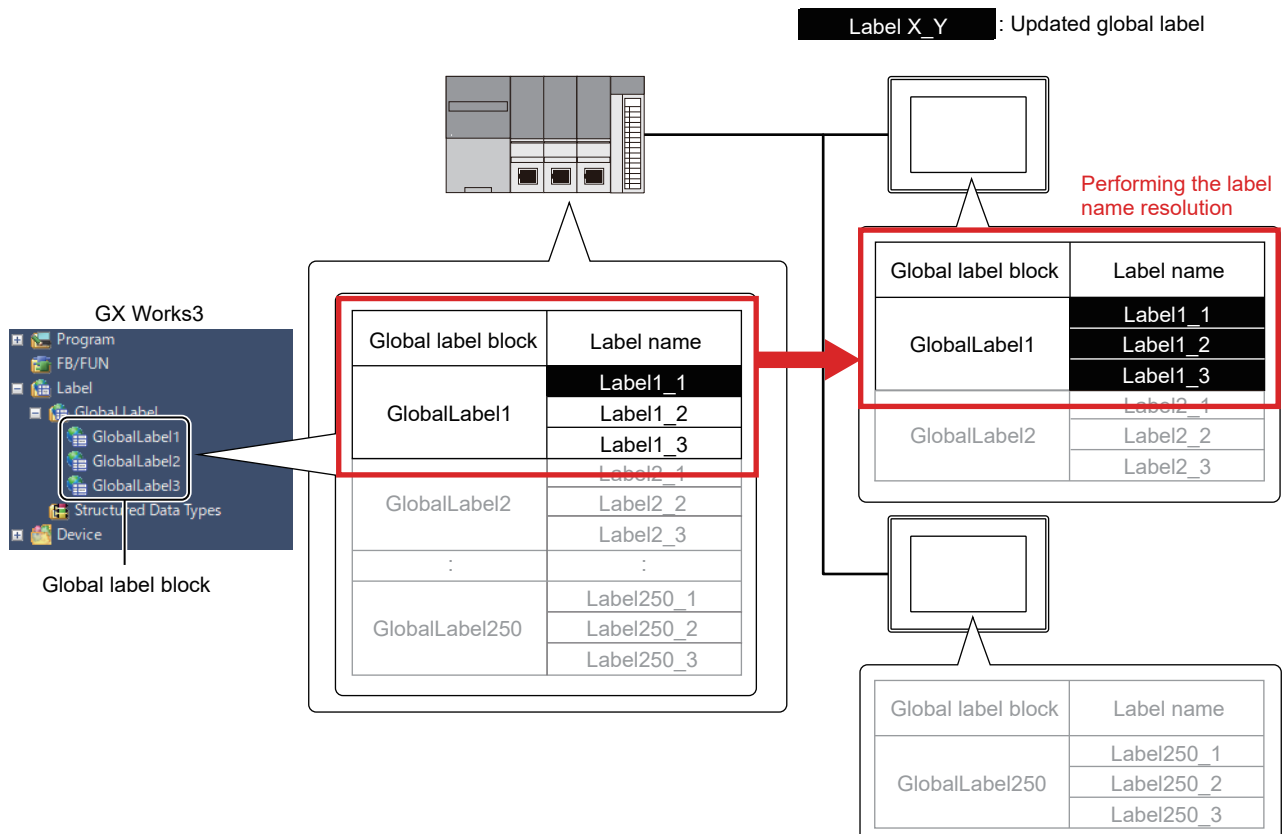 Label X_Y : Updated global label
Performing the label
name resolution
Global label block Label name
GlobalLabel1
Label1_1
Label1_2
Label1_3
GlobalLabel2
Label2_1
Label2_2
Label2_3
GX Works3
Program
FB/FUN
Label
Global Label
GlobalLabel1
GlobalLabel2
GlobalLabel3
Structured Data Types
Device
Global label block
Global label block Label name
GlobalLabel1
Label1_1
Label1_2
Label1_3
GlobalLabel2
Label2_1
Label2_2
Label2_3
: :
GlobalLabel250
Label250_1
Label250_2
Label250_3
Global label block Label name
GlobalLabel250
Label250_1
Label250_2
Label250_3